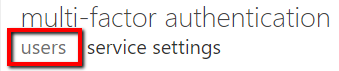 multi-factor authentication
users service settings